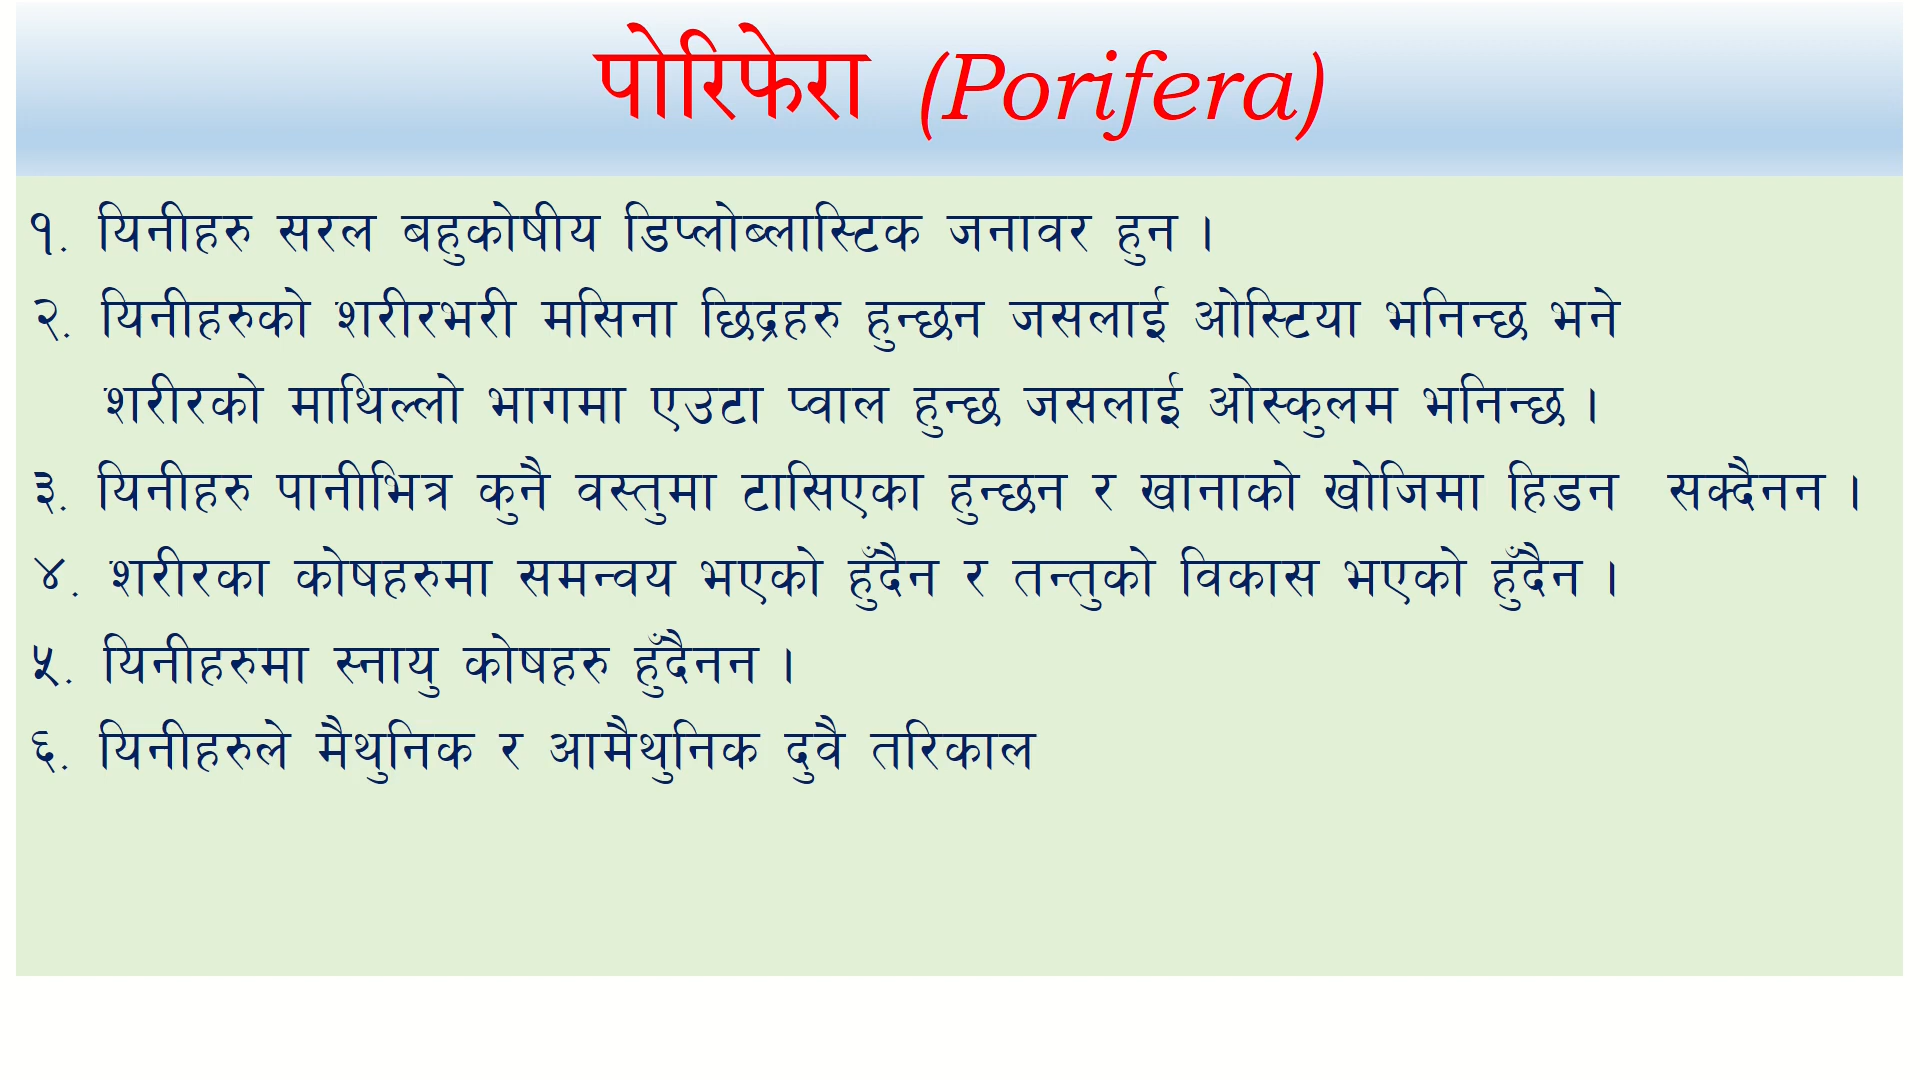 पोरिफेरा (Porifera)
१. यिनीहरु सरल बहुकोषीय डिप्लोब्लास्टिक जनावर हुन ।
२. यिनीहरुको शरीरभरी मसिना छिद्रहरु हुन्छन जसलाई ओस्टिया भनिन्छ भने
शरीरको माथिल्लो भागमा एउटा प्वाल हुन्छ जसलाई ओस्कुलम भनिन्छ ।
३. यिनीहरु पानीभित्र कुनै वस्तुमा टासिएका हुन्छन र खानाको खोजिमा हिडन सक्दैनन ।
४. शरीरका कोषहरुमा समन्वय भएको हुँदैन र तन्तुको विकास भएको हुँदैन ।
५. यिनीहरुमा स्नायु कोषहरु हुँदैनन ।
६. यिनीहरुले मैथुनिक र आमैथुनिक दुवै तरिकाल